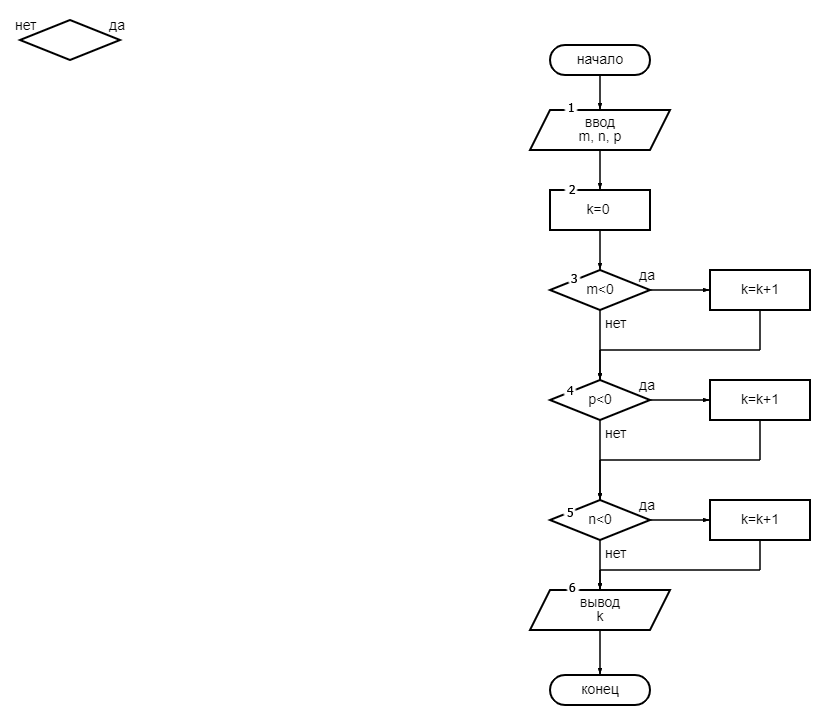 нет да
начало
1
ввод
m, n, p
2
k=0
3
m<0
да
k=k+1
нет
4
p<0
да
k=k+1
нет
5
n<0
да
k=k+1
нет
6
вывод
k
конец